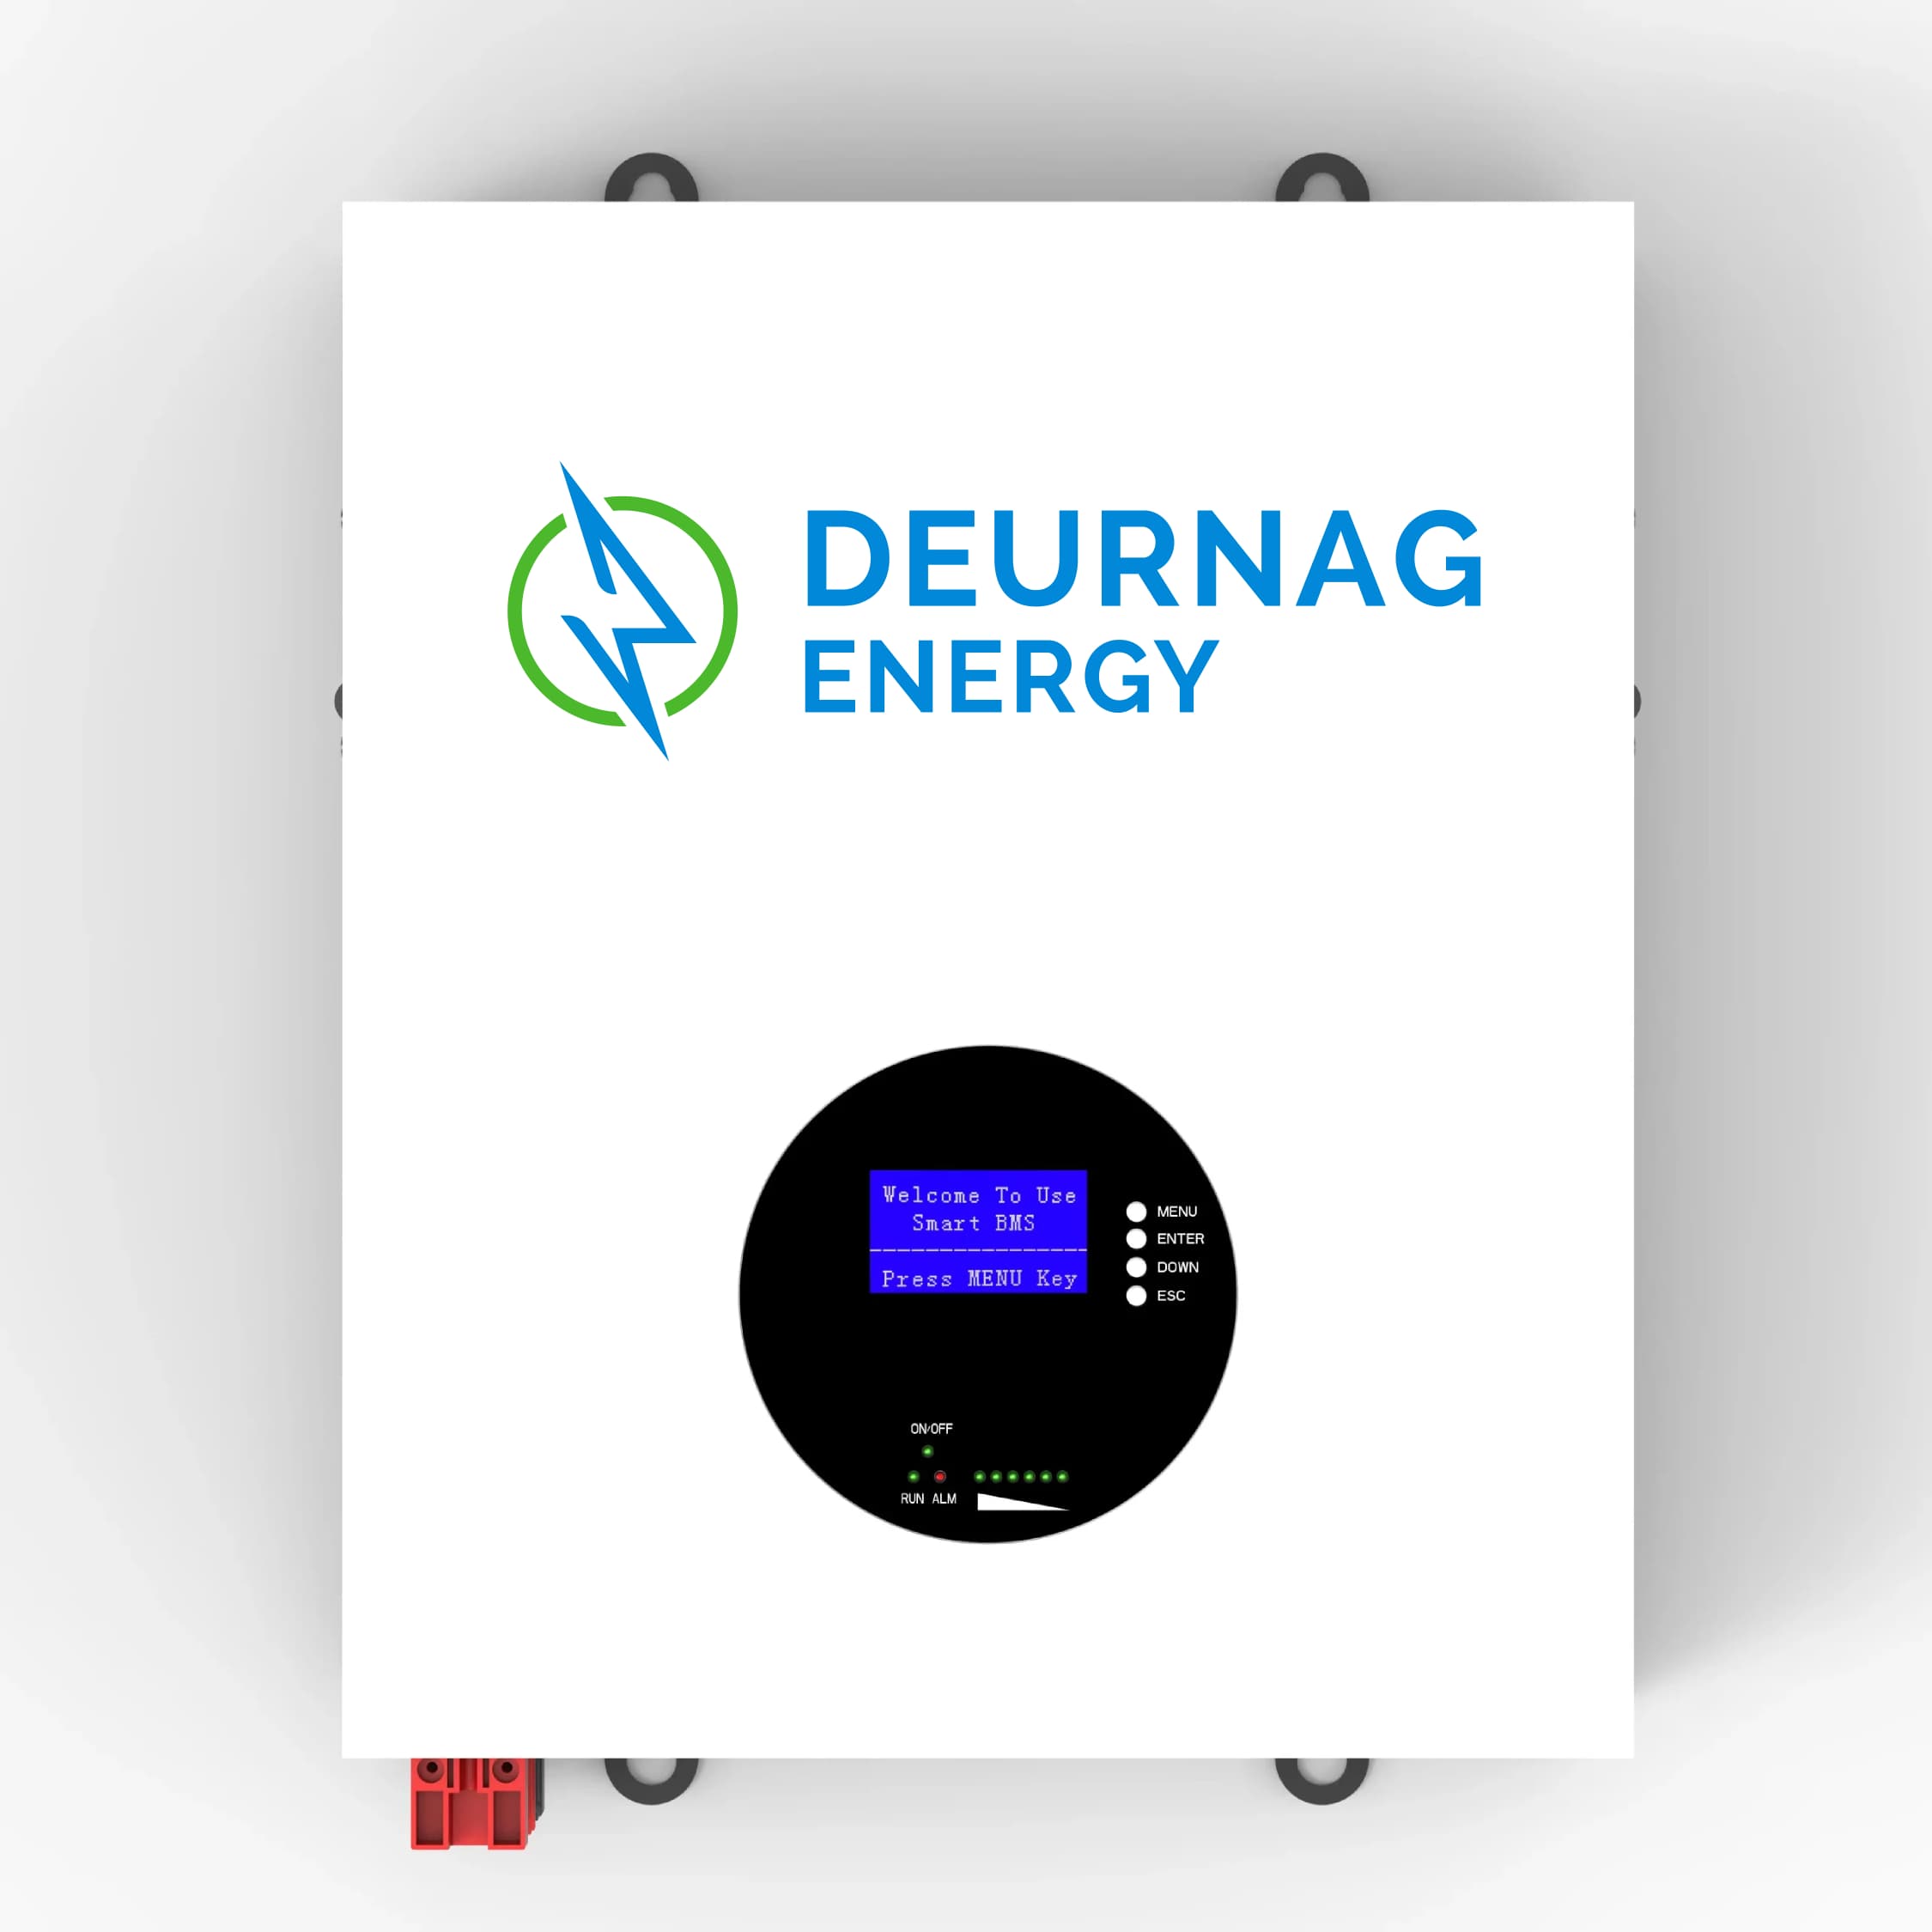 DEURNAG
ENERGY
Welcome To Use
Smart BMS
Press MENU Key
MENU
ENTER
DOWN
ESC
ON/OFF
RUN ALM